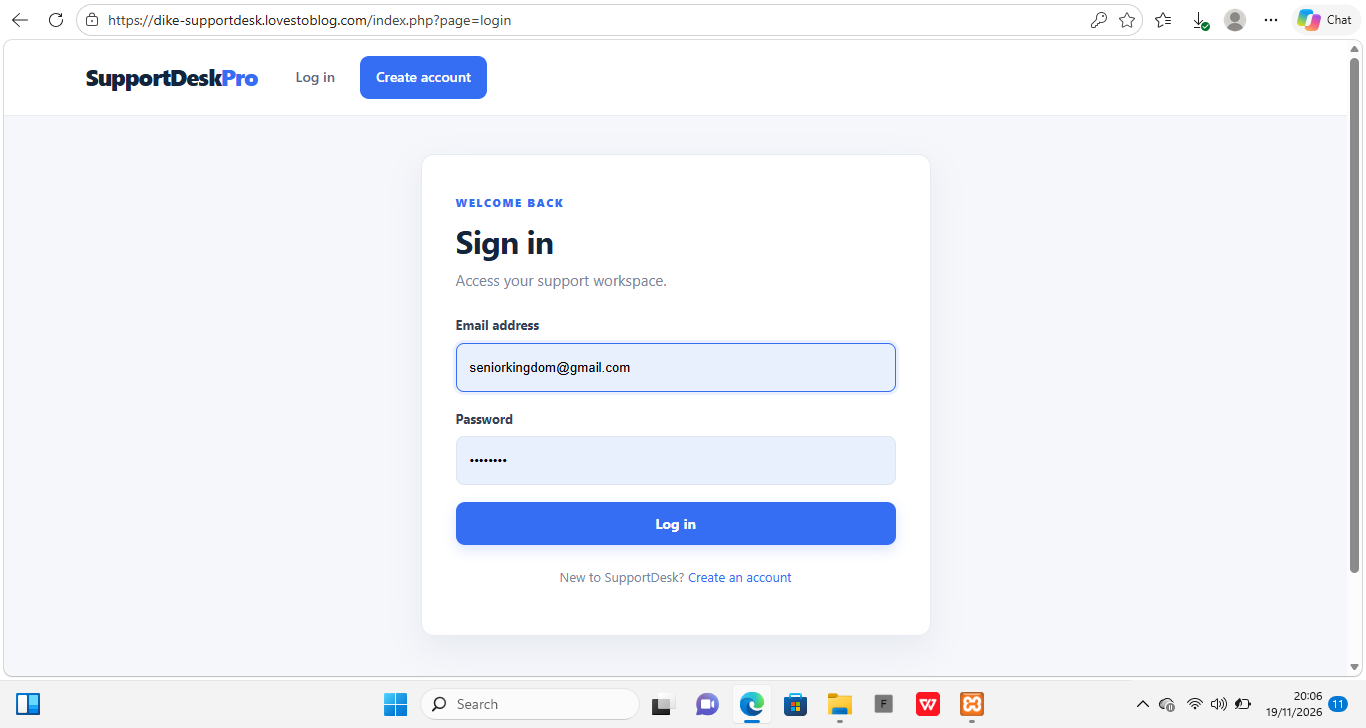 https://dike-supportdesk.lovestoblog.com/index.php?page=login
Chat
SupportDeskPro
Log in
Create account
WELCOME BACK
Sign in
Access your support workspace.
Email address
seniorkingdom@gmail.com
Password
••••••••
Log in
New to SupportDesk? Create an account
Search
F
W
20:06
19/11/2026
11